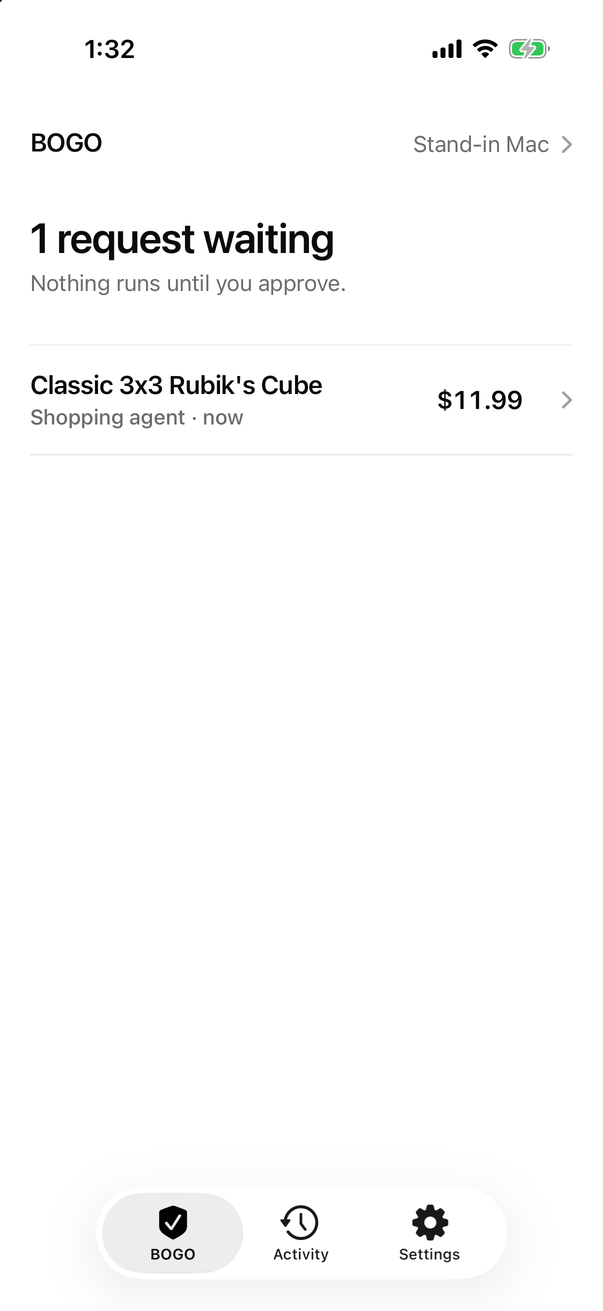 1:32
BOGO
Stand-in Mac
1 request waiting
Nothing runs until you approve.
Classic 3x3 Rubik's Cube
$11.99
Shopping agent · now
BOGO
Activity
Settings